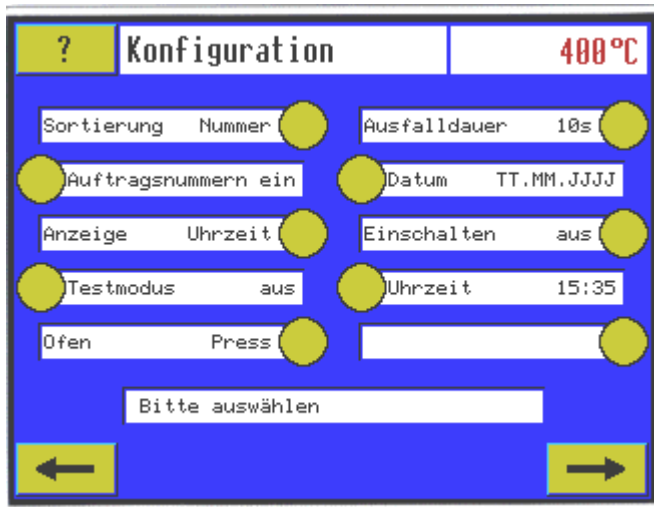 ? Konfiguration 400°C
Sortierung Nummer
Ausfalldauer 10s
Auftragsnummern ein
Datum TT.MM.JJJJ
Anzeige Uhrzeit
Einschalten aus
Testmodus aus
Uhrzeit 15:35
Ofen Press
Bitte auswählen